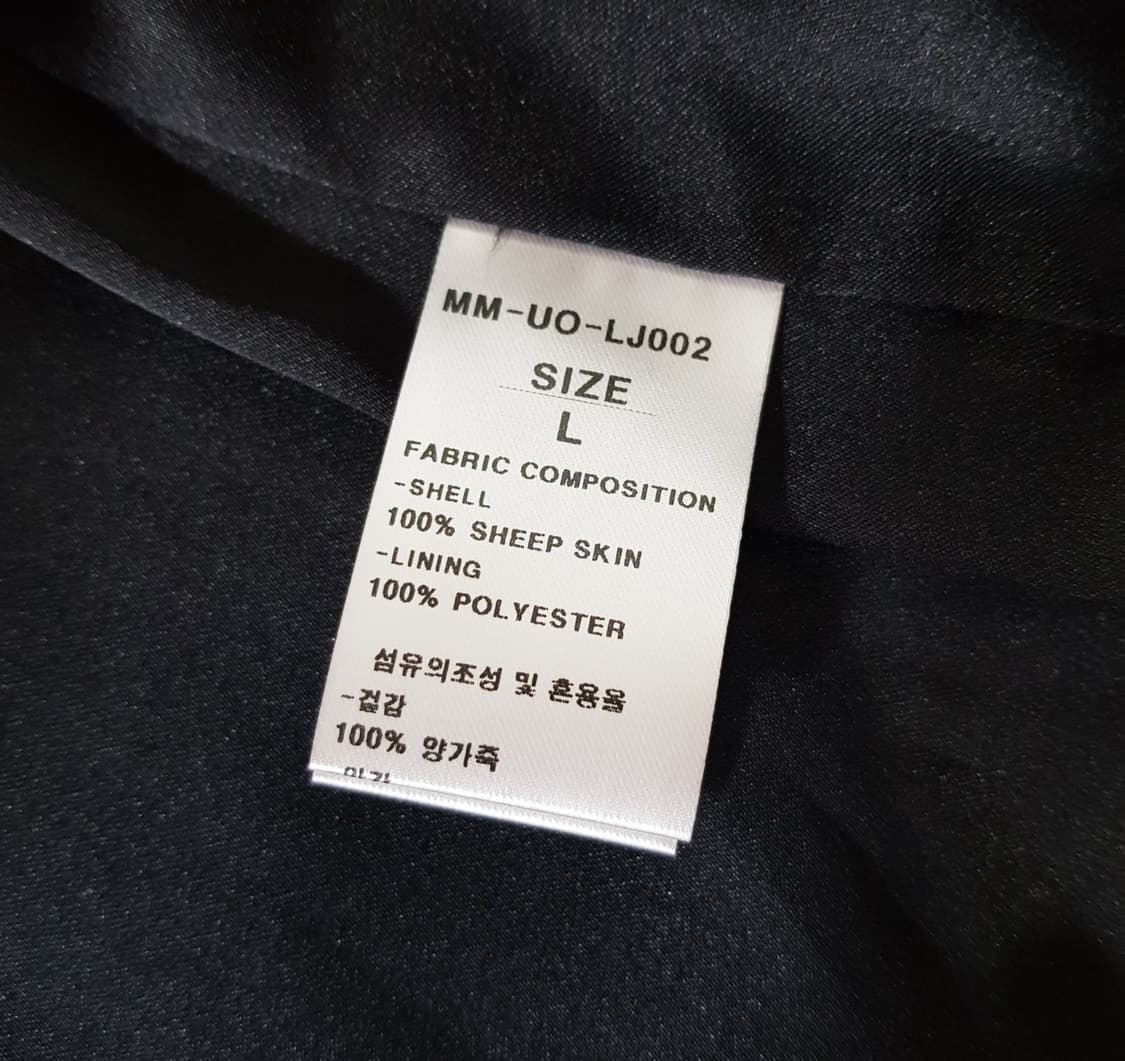 MM-UO-LJ002
SIZE
L
FABRIC COMPOSITION
-SHELL
100% SHEEP SKIN
-LINING
100% POLYESTER
섬유의조성 및 혼용율
-겉감
100% 양가죽